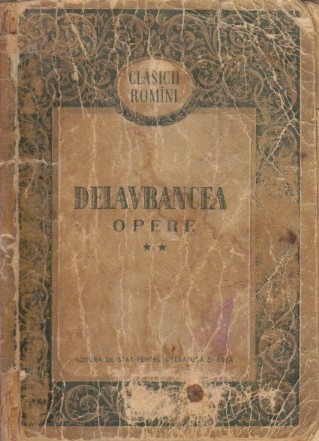 CLASICII
ROMÎNI
DELAVRANCEA
OPERE
★★
EDITURA DE STAT PENTRU LITERATURĂ ȘI ARTĂ